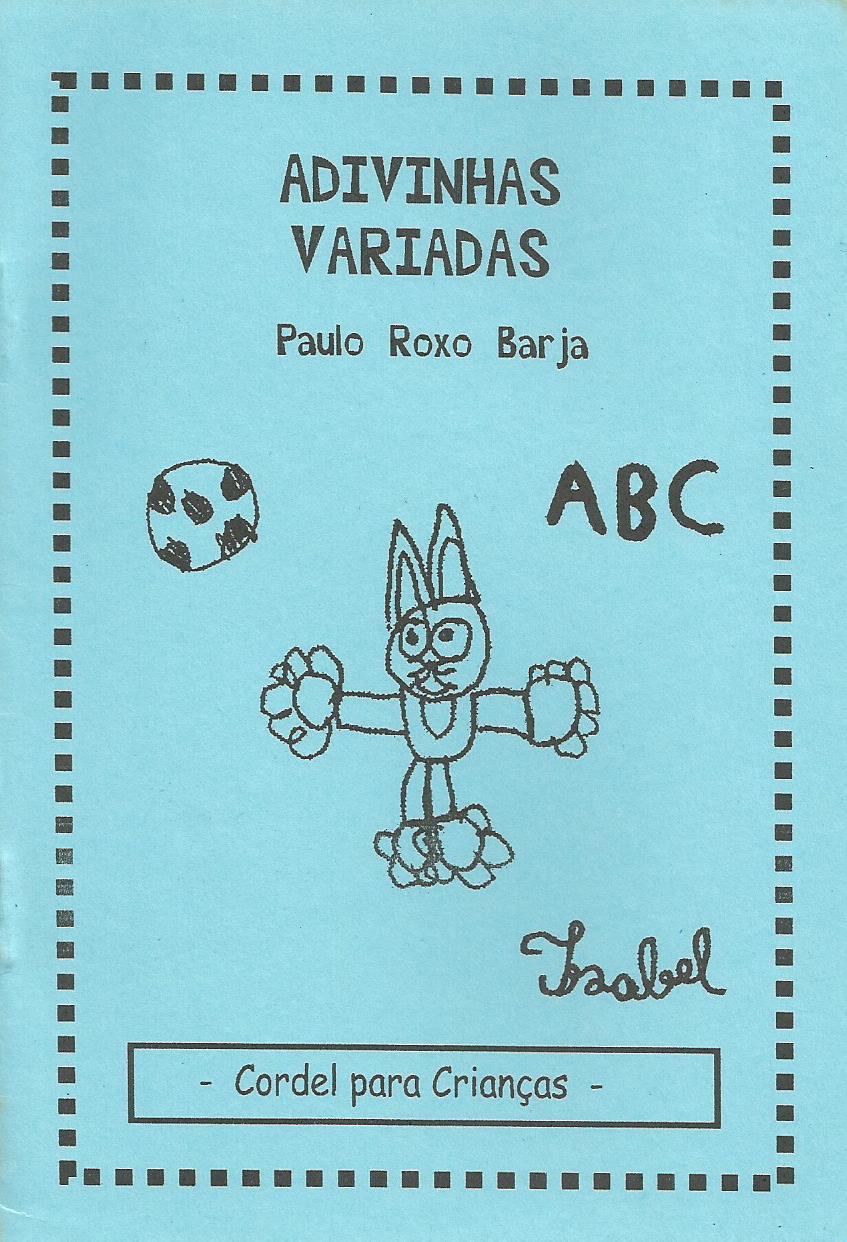 ADIVINHAS
VARIADAS
Paulo Roxo Barja
ABC
Isabel
- Cordel para Crianças -